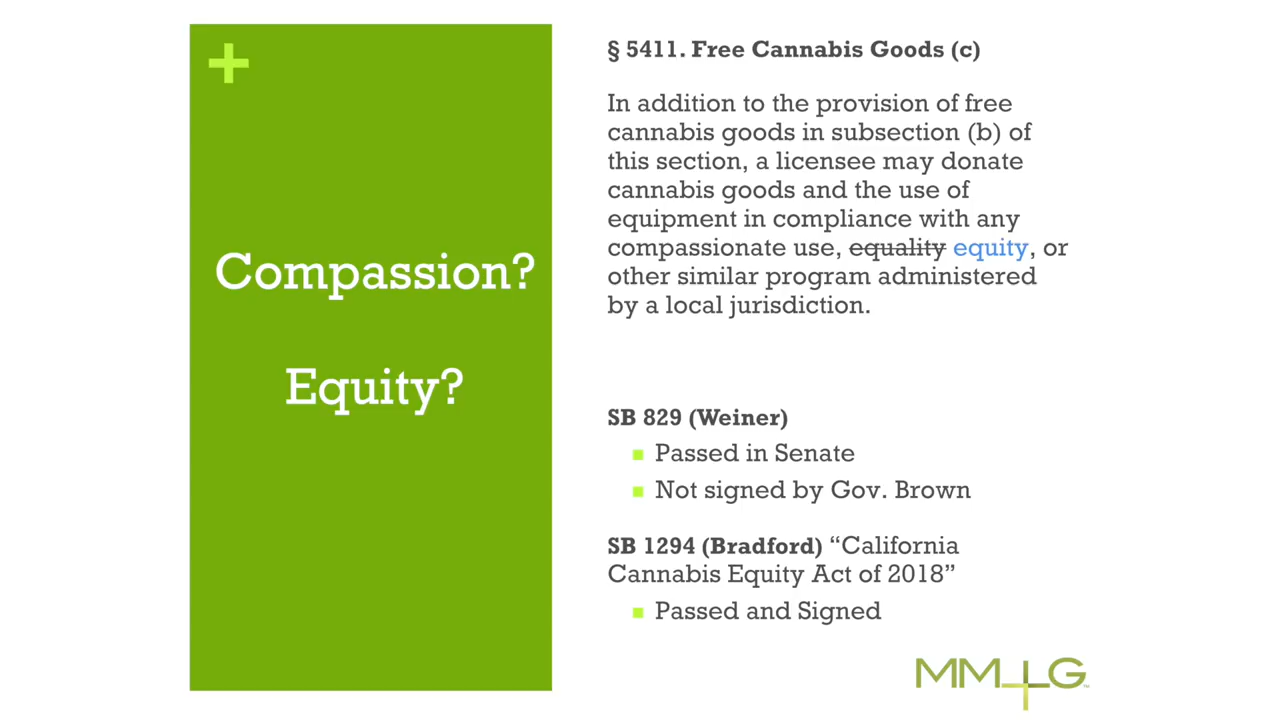 +
Compassion?
Equity?
§ 5411. Free Cannabis Goods (c)
In addition to the provision of free
cannabis goods in subsection (b) of
this section, a licensee may donate
cannabis goods and the use of
equipment in compliance with any
compassionate use, equality equity, or
other similar program administered
by a local jurisdiction.
SB 829 (Weiner)
Passed in Senate
Not signed by Gov. Brown
SB 1294 (Bradford) “California
Cannabis Equity Act of 2018”
Passed and Signed
MMLG™